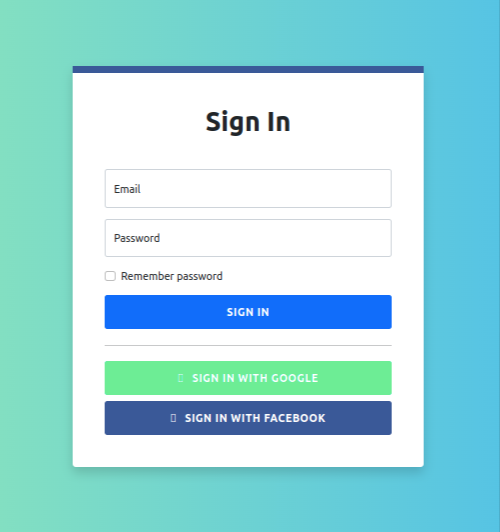 Sign In
Email
Password
Remember password
SIGN IN
SIGN IN WITH GOOGLE
SIGN IN WITH FACEBOOK